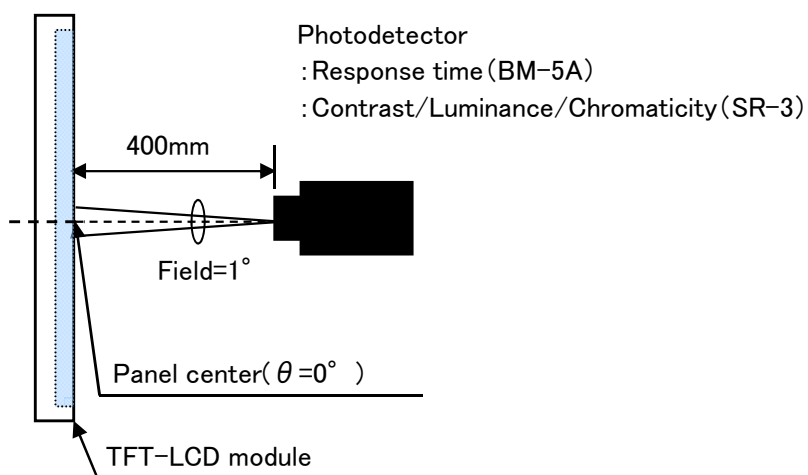 Photodetector
:Response time(BM-5A)
:Contrast/Luminance/Chromaticity(SR-3)
400mm
Field=1°
Panel center(θ=0° )
TFT-LCD module